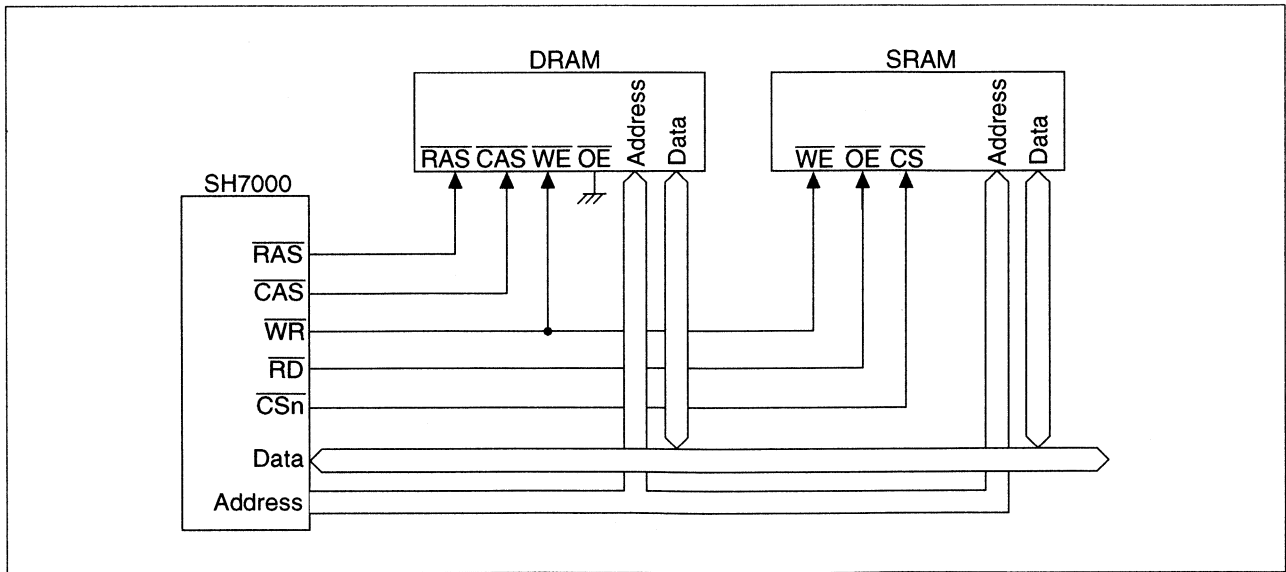 DRAM
RAS CAS WE OE Address Data
SRAM
WE OE CS Address Data
SH7000
RAS
CAS
WR
RD
CSn
Data
Address